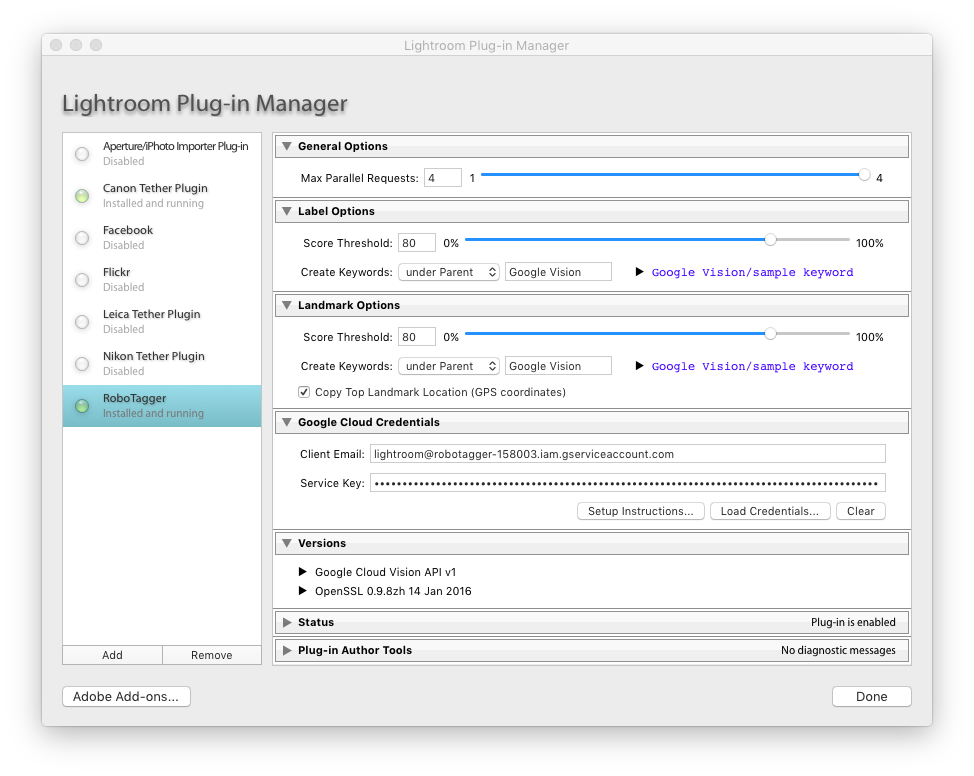 Lightroom Plug-in Manager
Lightroom Plug-in Manager
Aperture/iPhoto Importer Plug-in
Disabled
Canon Tether Plugin
Installed and running
Facebook
Disabled
Flickr
Disabled
Leica Tether Plugin
Disabled
Nikon Tether Plugin
Disabled
RoboTagger
Installed and running
Add Remove
General Options
Max Parallel Requests: 4 1 4
Label Options
Score Threshold: 80 0% 100%
Create Keywords: under Parent Google Vision Google Vision/sample keyword
Landmark Options
Score Threshold: 80 0% 100%
Create Keywords: under Parent Google Vision Google Vision/sample keyword
Copy Top Landmark Location (GPS coordinates)
Google Cloud Credentials
Client Email: lightroom@robotagger-158003.iam.gserviceaccount.com
Service Key:
Setup Instructions... Load Credentials... Clear
Versions
Google Cloud Vision API v1
OpenSSL 0.9.8zh 14 Jan 2016
Status Plug-in is enabled
Plug-in Author Tools No diagnostic messages
Adobe Add-ons... Done